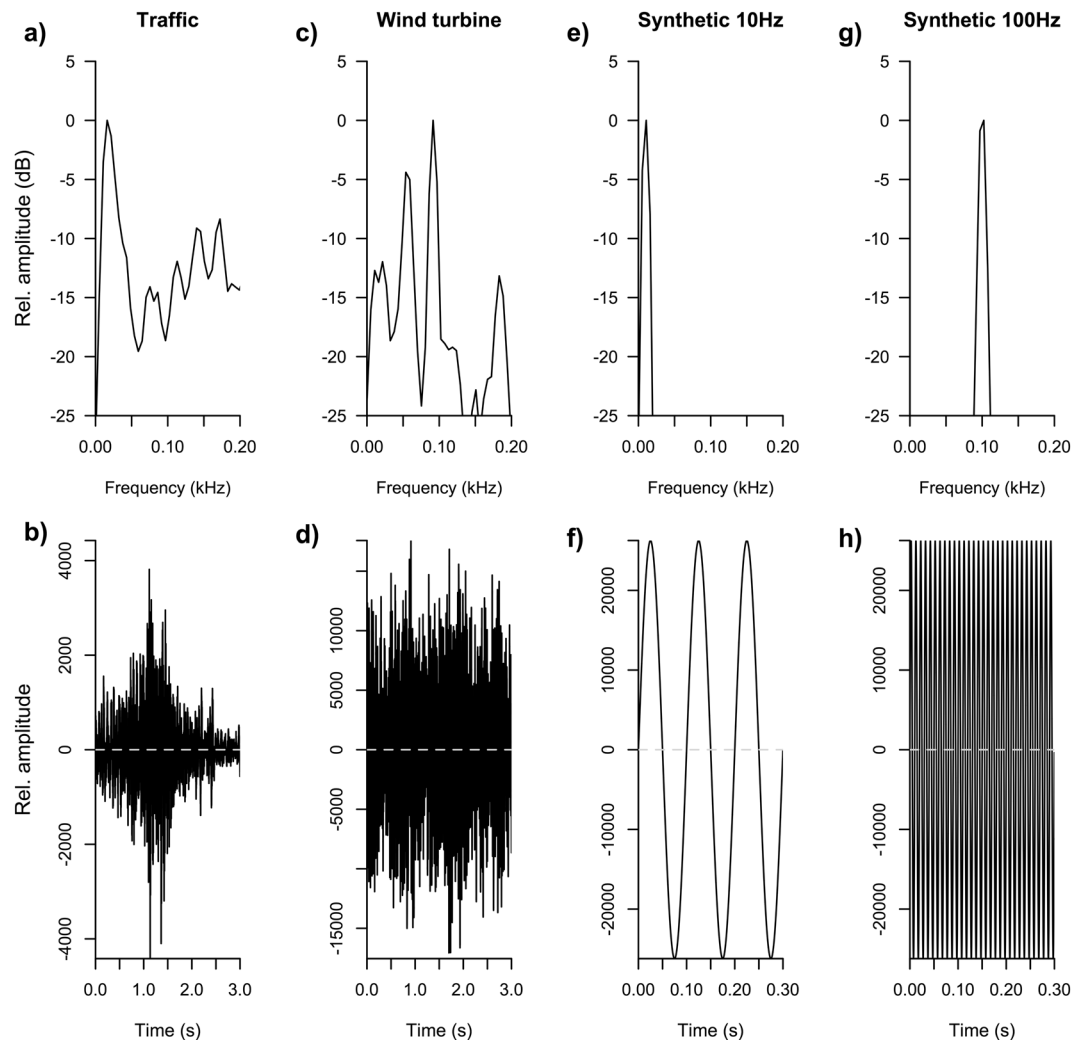 a) Traffic
c) Wind turbine
e) Synthetic 10Hz
g) Synthetic 100Hz
Rel. amplitude (dB)
5
0
-5
-10
-15
-20
-25
0.00 0.10 0.20
Frequency (kHz)
5
0
-5
-10
-15
-20
-25
0.00 0.10 0.20
Frequency (kHz)
5
0
-5
-10
-15
-20
-25
0.00 0.10 0.20
Frequency (kHz)
5
0
-5
-10
-15
-20
-25
0.00 0.10 0.20
Frequency (kHz)
b)
Rel. amplitude
4000
2000
0
-2000
-4000
0.0 1.0 2.0 3.0
Time (s)
d)
10000
5000
0
-5000
-15000
0.0 1.0 2.0 3.0
Time (s)
f)
20000
10000
0
-10000
-20000
0.00 0.10 0.20 0.30
Time (s)
h)
20000
10000
0
-10000
-20000
0.00 0.10 0.20 0.30
Time (s)